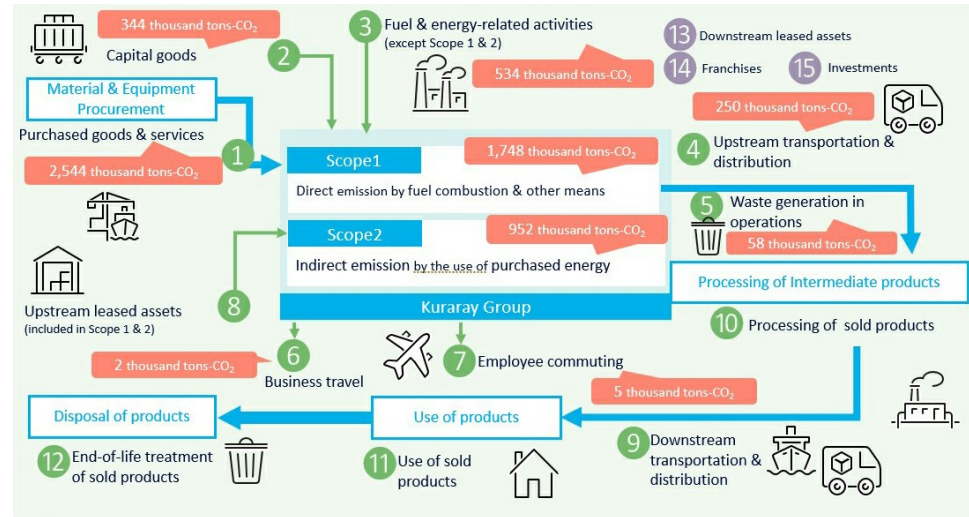 344 thousand tons-CO₂
Capital goods
2
3
Fuel & energy-related activities
(except Scope 1 & 2)
534 thousand tons-CO₂
13 Downstream leased assets
14 Franchises
15 Investments
Material & Equipment
Procurement
Purchased goods & services
1
2,544 thousand tons-CO₂
250 thousand tons-CO₂
4 Upstream transportation &
distribution
Scope1
1,748 thousand tons-CO₂
Direct emission by fuel combustion & other means
Scope2
952 thousand tons-CO₂
Indirect emission by the use of purchased energy
Kuraray Group
5 Waste generation in
operations
58 thousand tons-CO₂
Processing of Intermediate products
10 Processing of sold products
8
Upstream leased assets
(included in Scope 1 & 2)
2 thousand tons-CO₂
6
Business travel
7 Employee commuting
5 thousand tons-CO₂
Disposal of products
Use of products
12 End-of-life treatment
of sold products
11 Use of sold
products
9 Downstream
transportation &
distribution